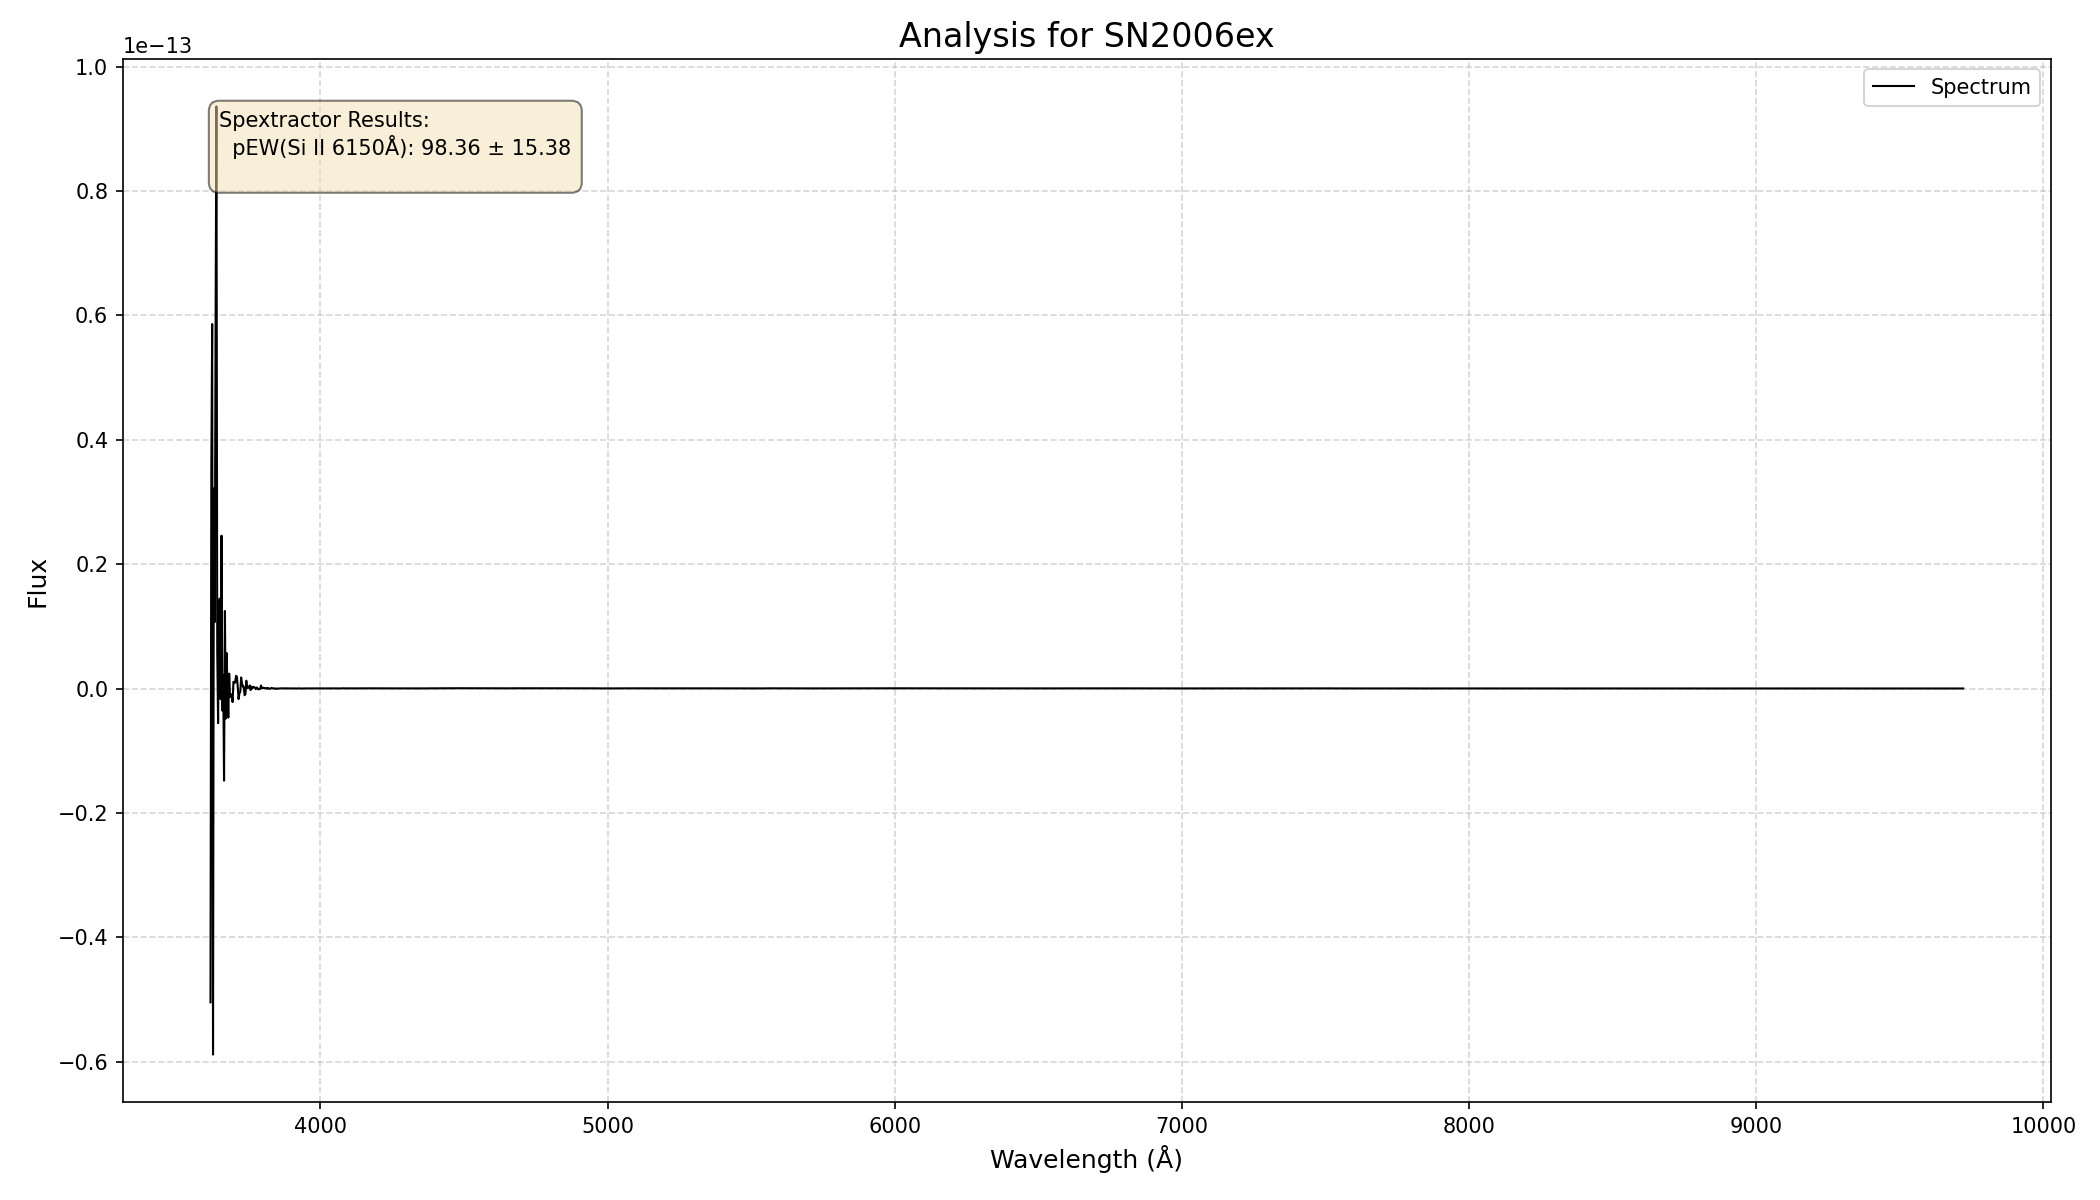 Analysis for SN2006ex
1e−13
Spectrum
Spextractor Results:
pEW(Si II 6150Å): 98.36 ± 15.38
1.0
0.8
0.6
0.4
0.2
0.0
−0.2
−0.4
−0.6
Flux
4000 5000 6000 7000 8000 9000 10000
Wavelength (Å)